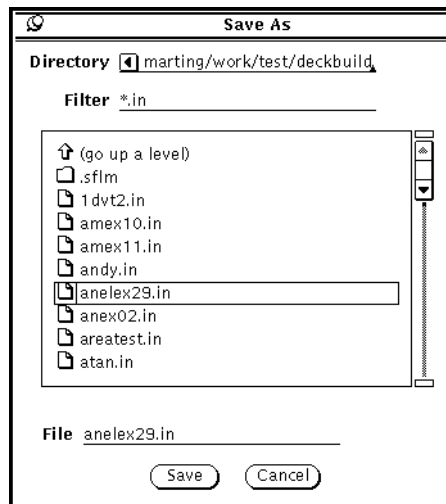 Save As
Directory marting/work/test/deckbuild
Filter *.in
(go up a level)
.sflm
1dvt2.in
amex10.in
amex11.in
andy.in
anelex29.in
anex02.in
areatest.in
atan.in
File anelex29.in
Save Cancel